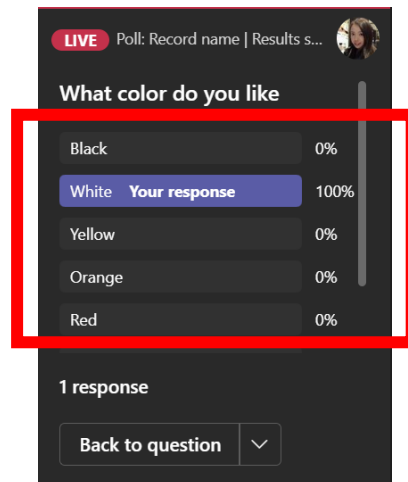 LIVE Poll: Record name | Results s...
What color do you like
Black 0%
White Your response 100%
Yellow 0%
Orange 0%
Red 0%
1 response
Back to question